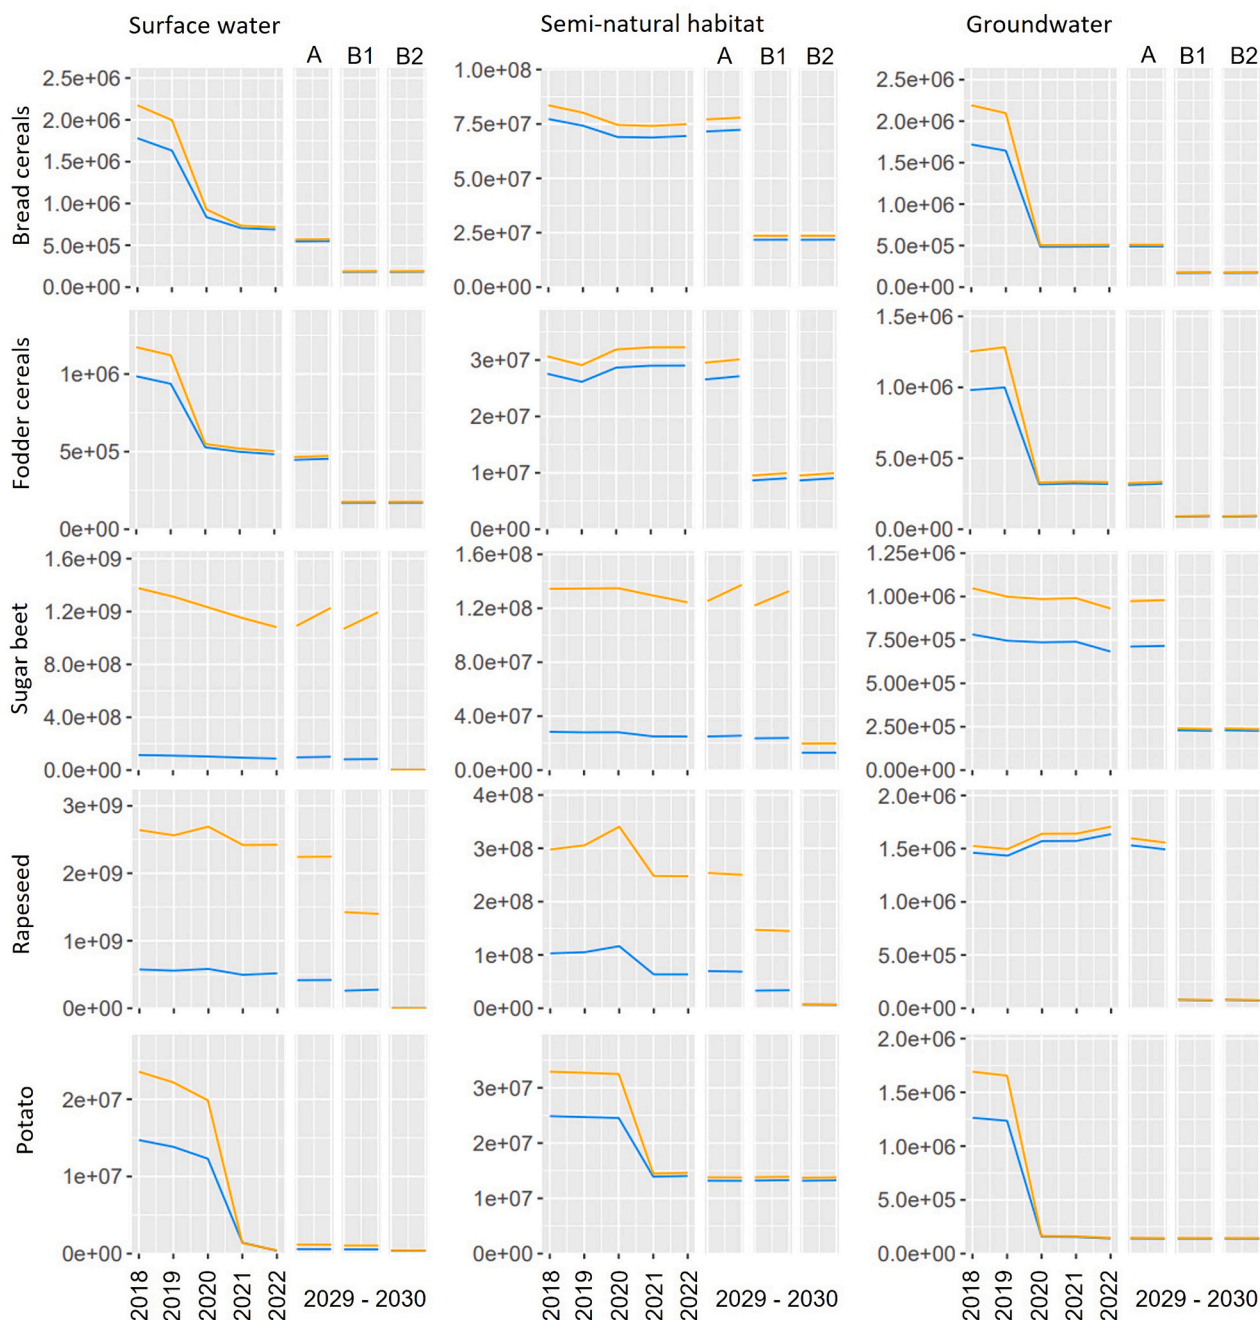 Surface water Semi-natural habitat Groundwater
A B1 B2 A B1 B2 A B1 B2
Bread cereals
2.5e+06 1.0e+08 2.5e+06
2.0e+06 7.5e+07 2.0e+06
1.5e+06 5.0e+07 1.5e+06
1.0e+06 2.5e+07 1.0e+06
5.0e+05 0.0e+00 5.0e+05
0.0e+00 0.0e+00
Fodder cereals
1e+06 3e+07 1.5e+06
5e+05 2e+07 1.0e+06
0e+00 1e+07 5.0e+05
0e+00 0.0e+00
Sugar beet
1.6e+09 1.6e+08 1.25e+06
1.2e+09 1.2e+08 1.00e+06
8.0e+08 8.0e+07 7.50e+05
4.0e+08 4.0e+07 5.00e+05
0.0e+00 0.0e+00 2.50e+05
0.00e+00
Rapeseed
3e+09 4e+08 2.0e+06
2e+09 3e+08 1.5e+06
1e+09 2e+08 1.0e+06
0e+00 1e+08 5.0e+05
0e+00 0.0e+00
Potato
2e+07 3e+07 2.0e+06
1e+07 2e+07 1.5e+06
0e+00 1e+07 1.0e+06
0e+00 5.0e+05
0.0e+00
2018 2019 2020 2021 2022 2029 - 2030 2018 2019 2020 2021 2022 2029 - 2030 2018 2019 2020 2021 2022 2029 - 2030